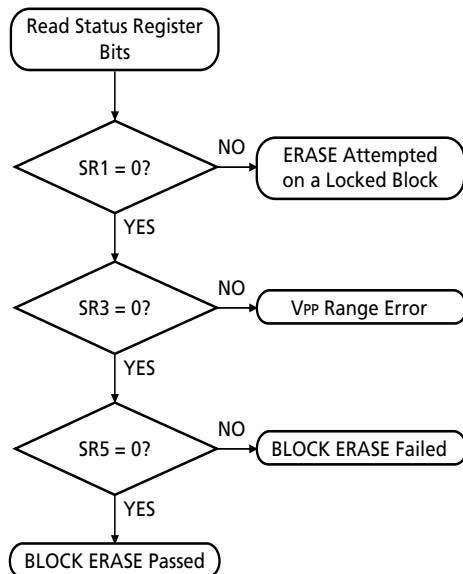 Read Status Register
Bits
SR1 = 0?
NO
ERASE Attempted
on a Locked Block
YES
SR3 = 0?
NO
VPP Range Error
YES
SR5 = 0?
NO
BLOCK ERASE Failed
YES
BLOCK ERASE Passed